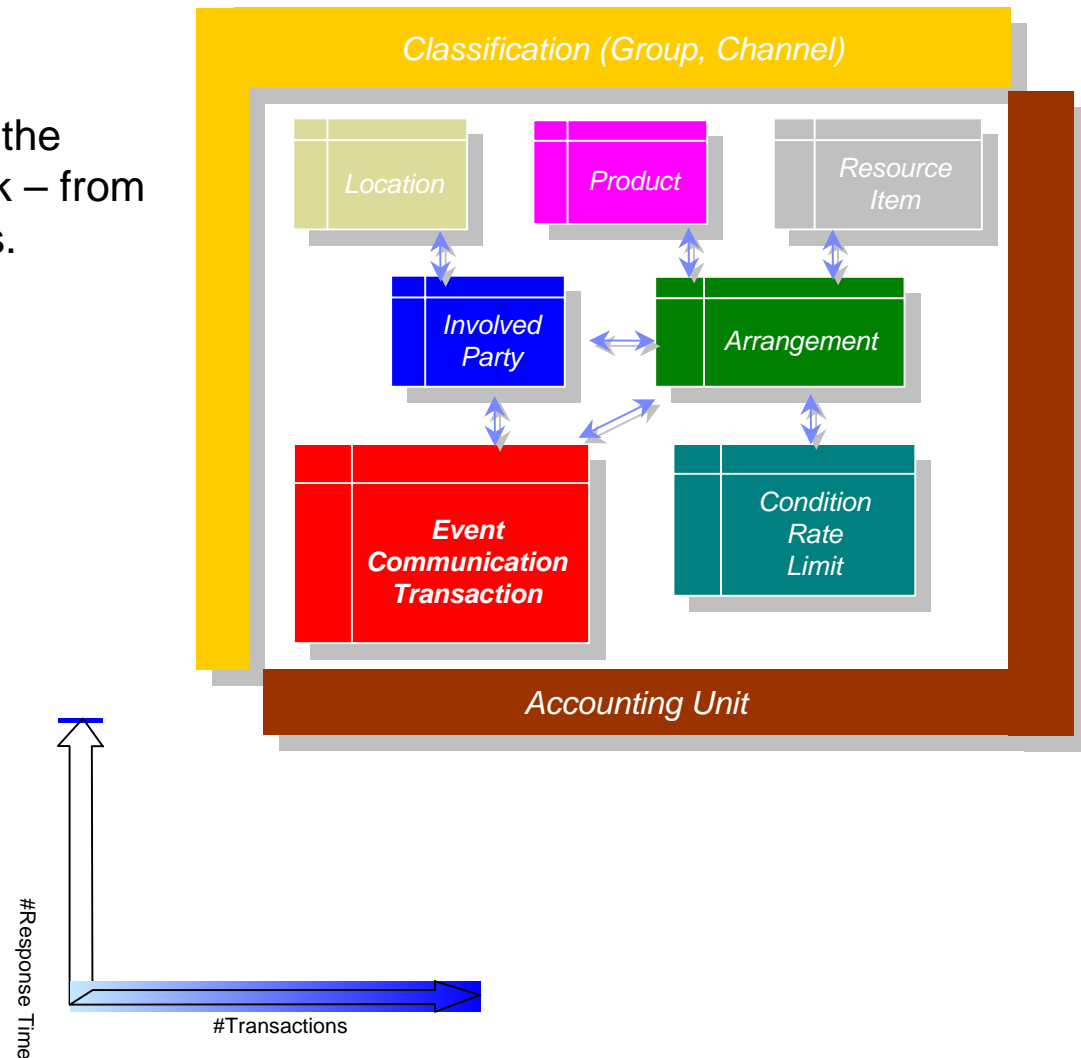 Classification (Group, Channel)
the
k – from
s.
Location
Product
Resource
Item
Involved
Party
Arrangement
Event
Communication
Transaction
Condition
Rate
Limit
Accounting Unit
#Response Time
#Transactions